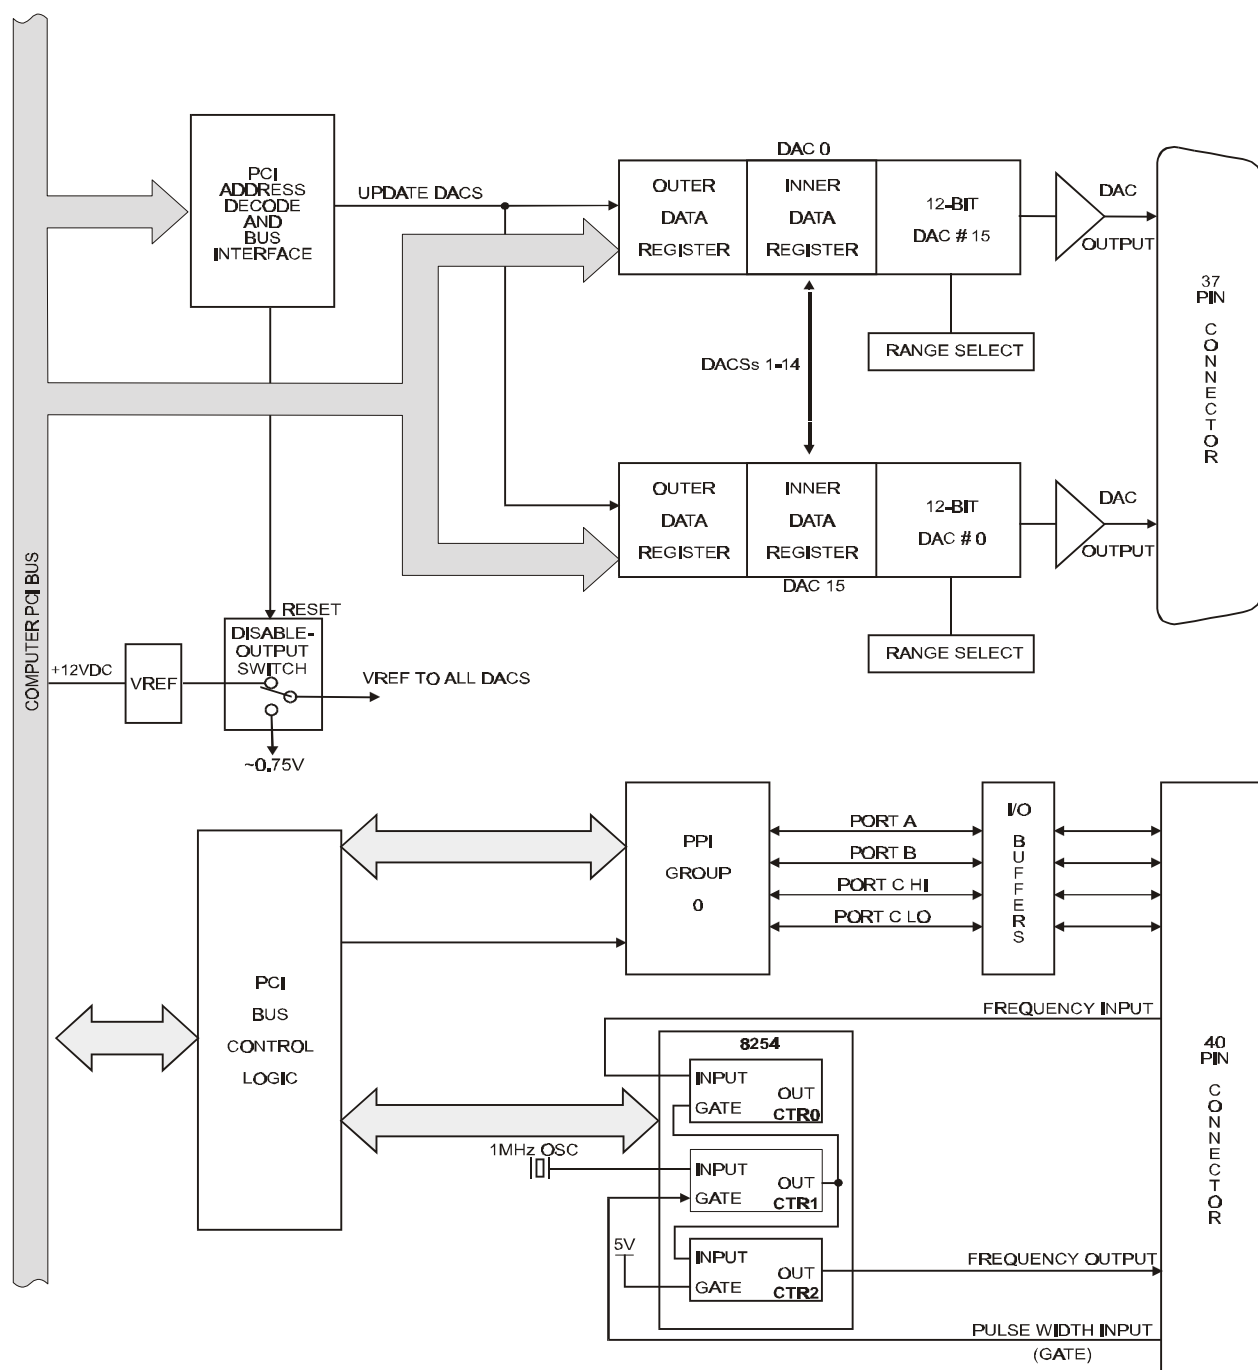 COMPUTER PCI BUS
PCI
ADDRESS
DECODE
AND
BUS
INTERFACE
UPDATE DACS
DAC 0
OUTER
DATA
REGISTER
INNER
DATA
REGISTER
12-BIT
DAC # 15
DAC
OUTPUT
RANGE SELECT
DACSs 1-14
37
PIN
CONNECTOR
OUTER
DATA
REGISTER
INNER
DATA
REGISTER
12-BIT
DAC # 0
DAC
OUTPUT
DAC 15
RANGE SELECT
RESET
DISABLE-
OUTPUT
SWITCH
+12VDC
VREF
VREF TO ALL DACS
~0.75V
PCI
BUS
CONTROL
LOGIC
PPI
GROUP
0
PORT A
PORT B
PORT C HI
PORT C LO
I/O
BUFFERS
40
PIN
CONNECTOR
FREQUENCY INPUT
8254
INPUT
OUT
GATE
CTR0
1MHz OSC
INPUT
OUT
GATE
CTR1
5V
INPUT
OUT
GATE
CTR2
FREQUENCY OUTPUT
PULSE WIDTH INPUT
(GATE)